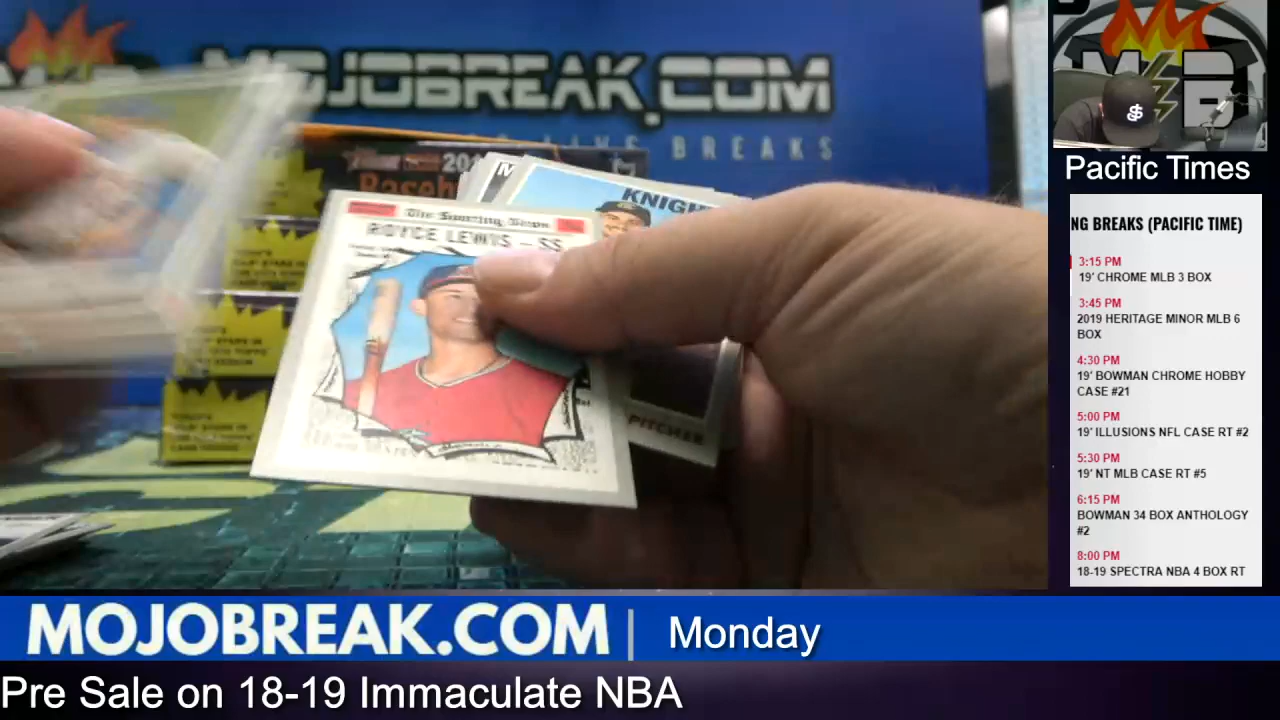 MOJOBREAK.COM
LIVE BREAKS
201
Baseb
M
KNIGH
The Sporting News
ROYCE LEWIS - SS
PITCHER
Pacific Times
NG BREAKS (PACIFIC TIME)
3:15 PM
19' CHROME MLB 3 BOX
3:45 PM
2019 HERITAGE MINOR MLB 6
BOX
4:30 PM
19' BOWMAN CHROME HOBBY
CASE #21
5:00 PM
19' ILLUSIONS NFL CASE RT #2
5:30 PM
19' NT MLB CASE RT #5
6:15 PM
BOWMAN 34 BOX ANTHOLOGY
#2
8:00 PM
18-19 SPECTRA NBA 4 BOX RT
MOJOBREAK.COM | Monday
Pre Sale on 18-19 Immaculate NBA